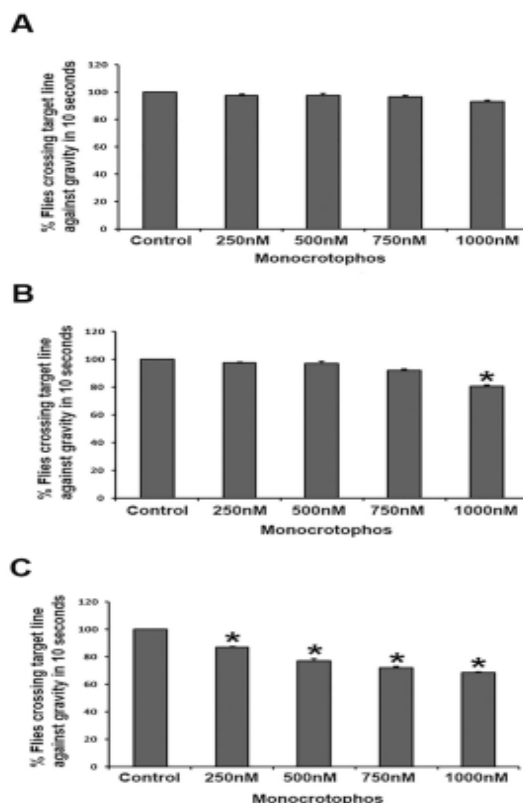 A
% Flies crossing target line
against gravity in 10 seconds
120
100
80
60
40
20
0
Control 250nM 500nM 750nM 1000nM
Monocrotophos
B
% Flies crossing target line
against gravity in 10 seconds
120
100
80
60
40
20
0
*
Control 250nM 500nM 750nM 1000nM
Monocrotophos
C
% Flies crossing target line
against gravity in 10 seconds
120
100
80
60
40
20
0
* * * *
Control 250nM 500nM 750nM 1000nM
Monocrotophos